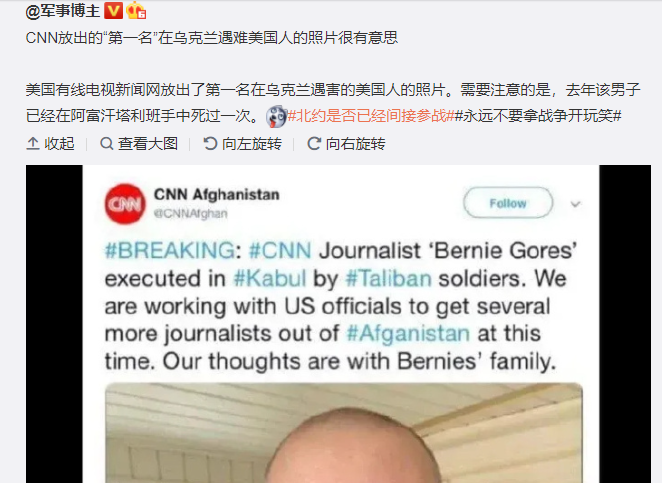 @军事博主
CNN放出的“第一名”在乌克兰遇难美国人的照片很有意思
美国有线电视新闻网放出了第一名在乌克兰遇害的美国人的照片。需要注意的是，去年该男子
已经在阿富汗塔利班手中死过一次。#北约是否已经间接参战##永远不要拿战争开玩笑#
收起 查看大图 向左旋转 向右旋转
CNN
CNN Afghanistan
@CNNAfghan
Follow
#BREAKING: #CNN Journalist ‘Bernie Gores’
executed in #Kabul by #Taliban soldiers. We
are working with US officials to get several
more journalists out of #Afganistan at this
time. Our thoughts are with Bernies’ family.